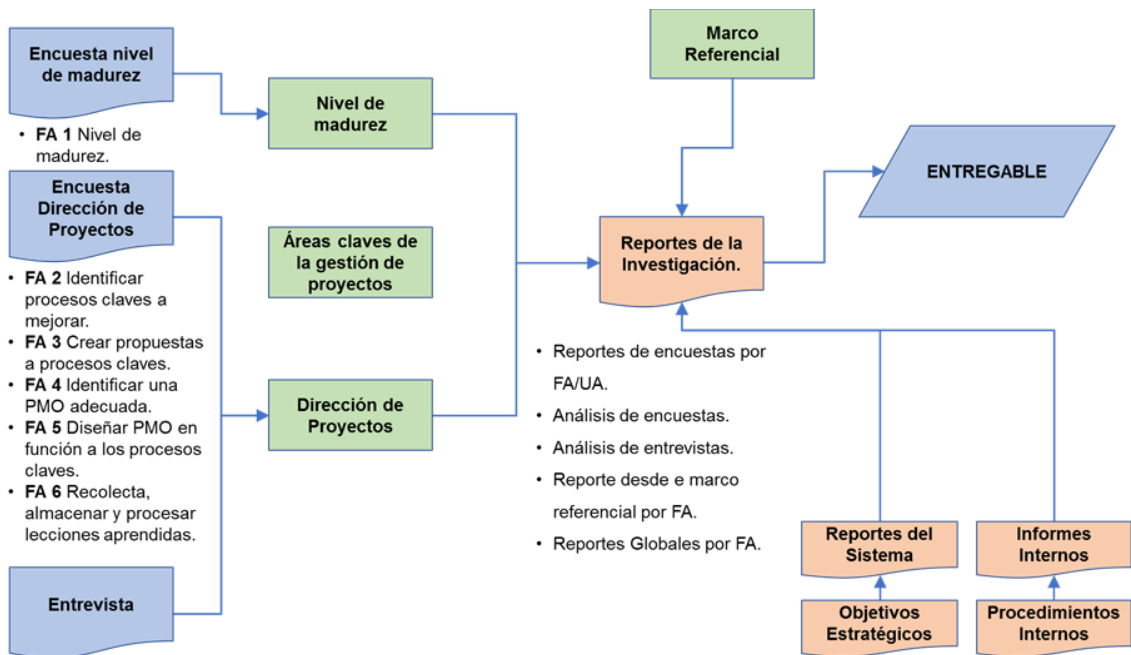 Encuesta nivel
de madurez
• FA 1 Nivel de
madurez.
Encuesta
Dirección de
Proyectos
• FA 2 Identificar
procesos claves a
mejorar.
• FA 3 Crear propuestas
a procesos claves.
• FA 4 Identificar una
PMO adecuada.
• FA 5 Diseñar PMO en
función a los procesos
claves.
• FA 6 Recolecta,
almacenar y procesar
lecciones aprendidas.
Entrevista
Nivel de
madurez
Áreas claves de
la gestión de
proyectos
Dirección de
Proyectos
Marco
Referencial
Reportes de la
Investigación.
• Reportes de encuestas por
FA/UA.
• Análisis de encuestas.
• Análisis de entrevistas.
• Reporte desde e marco
referencial por FA.
• Reportes Globales por FA.
ENTREGABLE
Reportes del
Sistema
Objetivos
Estratégicos
Informes
Internos
Procedimientos
Internos